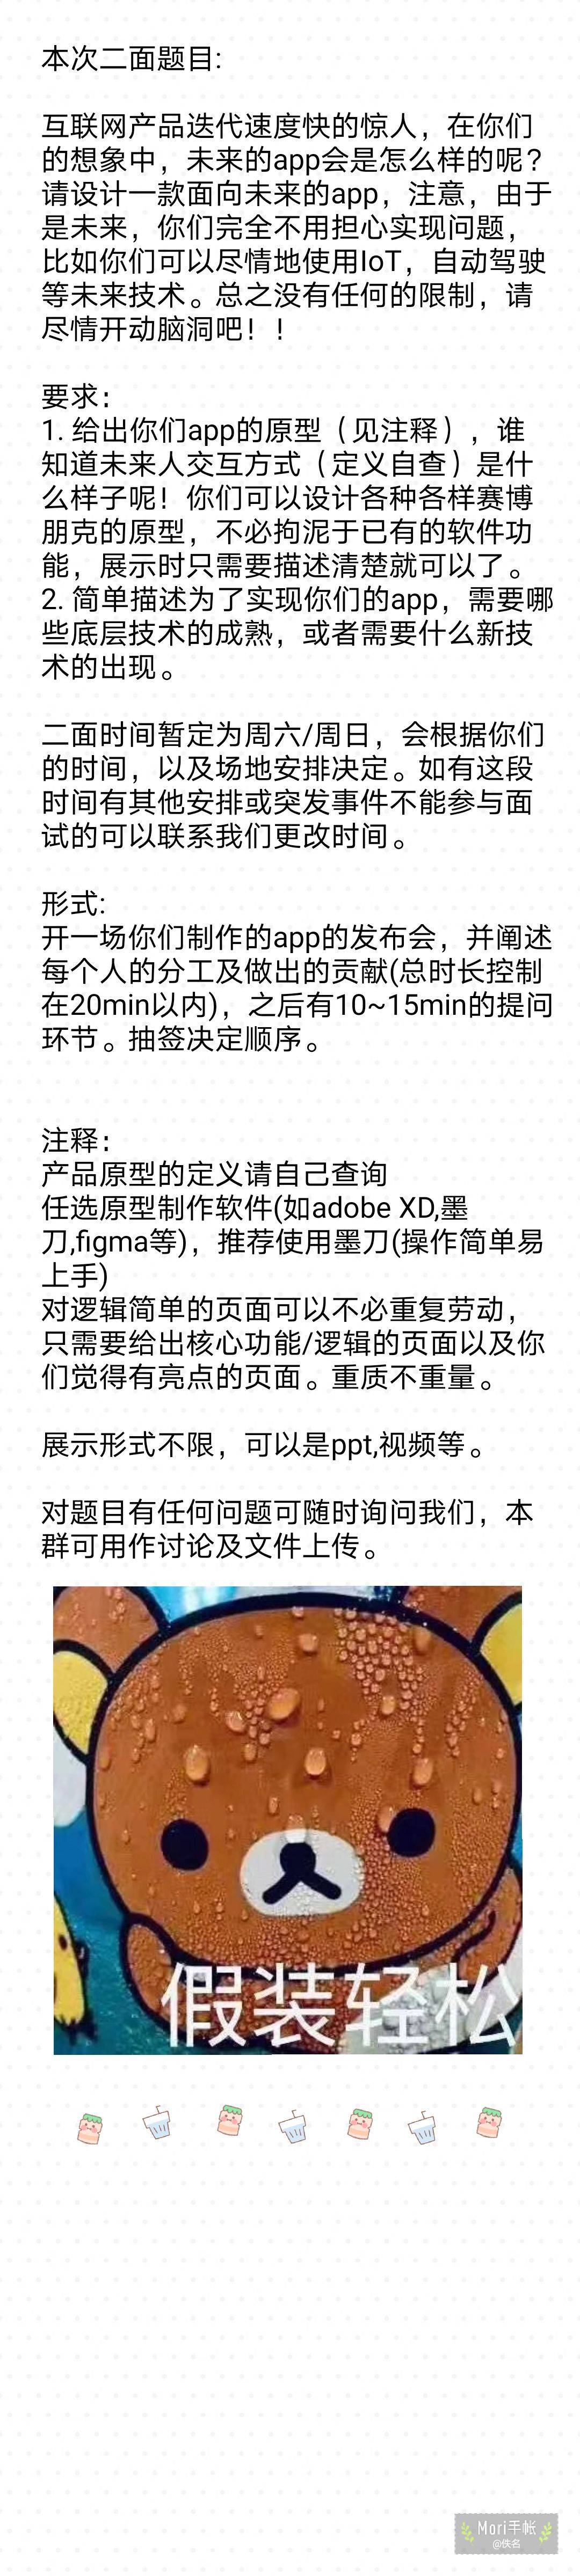 本次二面题目:
互联网产品迭代速度快的惊人，在你们
的想象中，未来的app会是怎么样的呢？
请设计一款面向未来的app，注意，由于
是未来，你们完全不用担心实现问题，
比如你们可以尽情地使用IoT，自动驾驶
等未来技术。总之没有任何的限制，请
尽情开动脑洞吧！！
要求：
1. 给出你们app的原型（见注释），谁
知道未来人交互方式（定义自查）是什
么样子呢！你们可以设计各种各样赛博
朋克的原型，不必拘泥于已有的软件功
能，展示时只需要描述清楚就可以了。
2. 简单描述为了实现你们的app，需要哪
些底层技术的成熟，或者需要什么新技
术的出现。
二面时间暂定为周六/周日，会根据你们
的时间，以及场地安排决定。如有这段
时间有其他安排或突发事件不能参与面
试的可以联系我们更改时间。
形式:
开一场你们制作的app的发布会，并阐述
每个人的分工及做出的贡献(总时长控制
在20min以内)，之后有10~15min的提问
环节。抽签决定顺序。
注释：
产品原型的定义请自己查询
任选原型制作软件(如adobe XD,墨
刀,figma等)，推荐使用墨刀(操作简单易
上手)
对逻辑简单的页面可以不必重复劳动，
只需要给出核心功能/逻辑的页面以及你
们觉得有亮点的页面。重质不重量。
展示形式不限，可以是ppt,视频等。
对题目有任何问题可随时询问我们，本
群可用作讨论及文件上传。
假装轻松
Mori手帐
@佚名